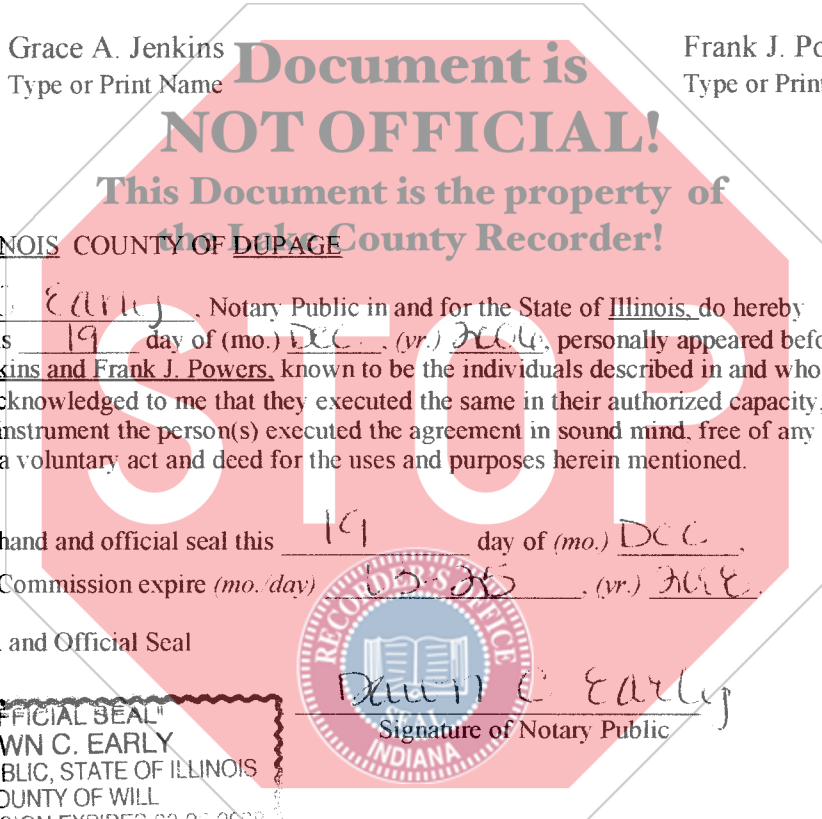 Grace A. Jenkins
Type or Print Name
Frank J. Po
Type or Print
Document is
NOT OFFICIAL!
This Document is the property of
the Lake County Recorder!
NOIS COUNTY OF DUPAGE
C. Early, Notary Public in and for the State of Illinois, do hereby
s 19 day of (mo.) DEC. (yr.) , personally appeared befo
kins and Frank J. Powers, known to be the individuals described in and who
cknowledged to me that they executed the same in their authorized capacity,
instrument the person(s) executed the agreement in sound mind, free of any
a voluntary act and deed for the uses and purposes herein mentioned.
STOP
hand and official seal this 19 day of (mo.) DEC.,
Commission expire (mo./day) , (yr.) .
. and Official Seal
RECORDER'S OFFICE
SEAL
INDIANA
Dawn C Early
Signature of Notary Public
FFICIAL SEAL"
WN C. EARLY
BLIC, STATE OF ILLINOIS
OUNTY OF WILL
SION EXPIRES